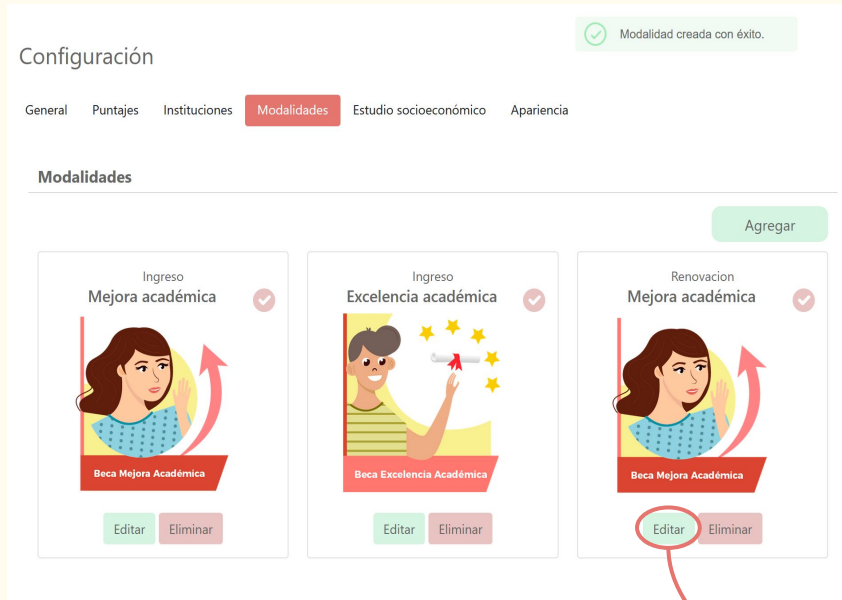 Modalidad creada con éxito.
Configuración
General Puntajes Instituciones Modalidades Estudio socioeconómico Apariencia
Modalidades
Agregar
Ingreso
Mejora académica
Beca Mejora Académica
Editar Eliminar
Ingreso
Excelencia académica
Beca Excelencia Académica
Editar Eliminar
Renovacion
Mejora académica
Beca Mejora Académica
Editar Eliminar